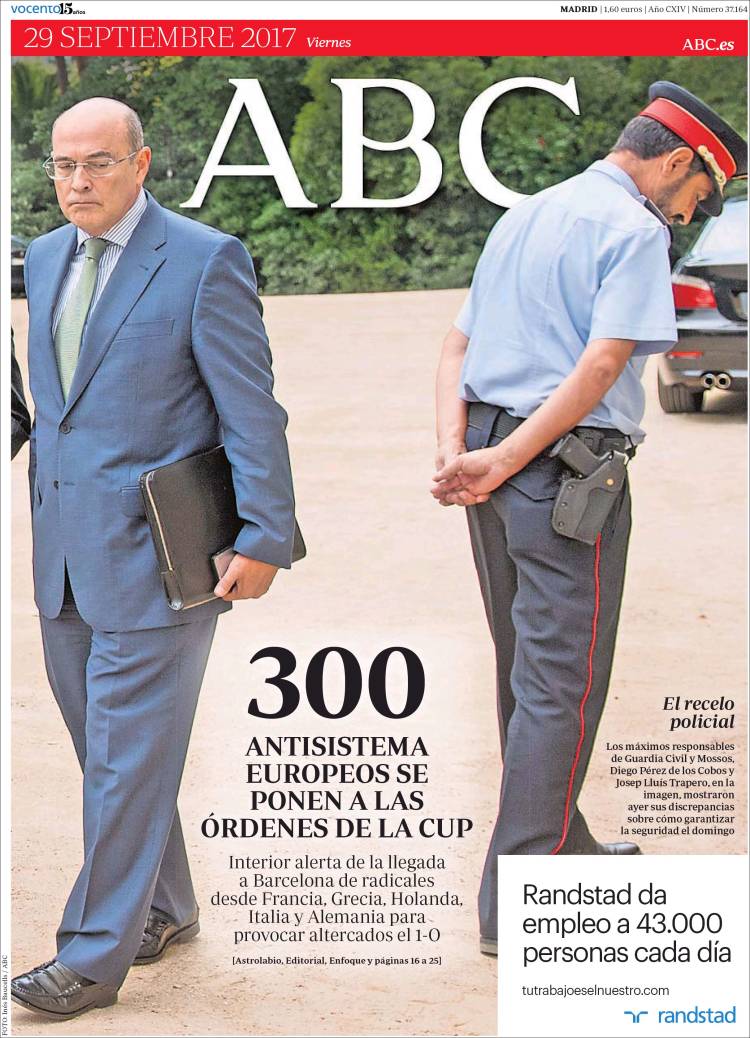 vocento 15 años
MADRID | 1,60 euros | Año CXIV | Número 37.164
29 SEPTIEMBRE 2017 Viernes
ABC.es
ABC
300
ANTISISTEMA
EUROPEOS SE
PONEN A LAS
ÓRDENES DE LA CUP
Interior alerta de la llegada
a Barcelona de radicales
desde Francia, Grecia, Holanda,
Italia y Alemania para
provocar altercados el 1-O
[Astrolabio, Editorial, Enfoque y páginas 16 a 25]
El recelo
policial
Los máximos responsables
de Guardia Civil y Mossos,
Diego Pérez de los Cobos y
Josep Lluís Trapero, en la
imagen, mostraron
ayer sus discrepancias
sobre cómo garantizar
la seguridad el domingo
Randstad da
empleo a 43.000
personas cada día
tutrabajoeselnuestro.com
randstad
FOTO: Inés Baucells / ABC